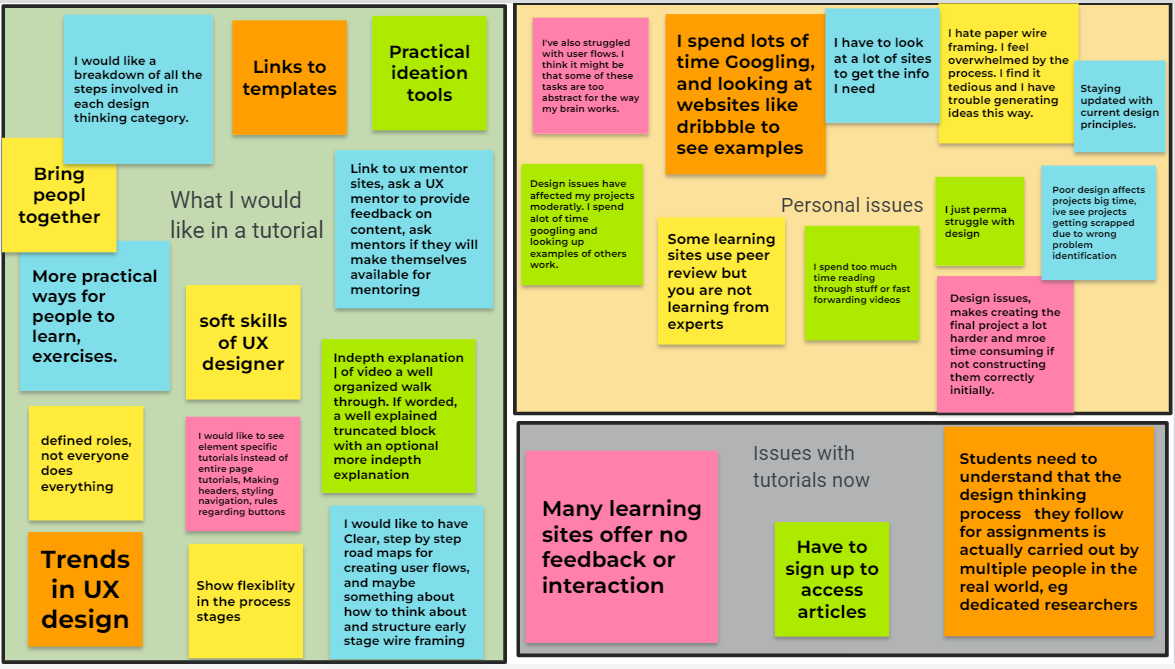 I would like a
breakdown of all the
steps involved in
each design
thinking category.
Links to
templates
Practical
ideation
tools
Bring
peopl
together
What I would
like in a tutorial
Link to ux mentor
sites, ask a UX
mentor to provide
feedback on
content, ask
mentors if they will
make themselves
available for
mentoring
More practical
ways for
people to
learn,
exercises.
soft skills
of UX
designer
Indepth explanation
| of video a well
organized walk
through. If worded,
a well explained
truncated block
with an optional
more indepth
explanation
defined roles,
not everyone
does
everything
I would like to see
element specific
tutorials instead of
entire page
tutorials, Making
headers, styling
navigation, rules
regarding buttons
Trends
in UX
design
Show flexiblity
in the process
stages
I would like to have
Clear, step by step
road maps for
creating user flows,
and maybe
something about
how to think about
and structure early
stage wire framing
I've also struggled
with user flows. I
think it might be
that some of these
tasks are too
abstract for the way
my brain works.
I spend lots of
time Googling,
and looking at
websites like
dribbble to
see examples
I have to look
at a lot of sites
to get the info
I need
I hate paper wire
framing. I feel
overwhelmed by the
process. I find it
tedious and I have
trouble generating
ideas this way.
Staying
updated with
current design
principles.
Design issues have
affected my projects
moderatly. I spend
alot of time
googling and
looking up
examples of others
work.
Personal issues
Some learning
sites use peer
review but
you are not
learning from
experts
I spend too much
time reading
through stuff or fast
forwarding videos
I just perma
struggle with
design
Poor design affects
projects big time,
ive see projects
getting scrapped
due to wrong
problem
identification
Design issues,
makes creating the
final project a lot
harder and mroe
time consuming if
not constructing
them correctly
initially.
Issues with
tutorials now
Many learning
sites offer no
feedback or
interaction
Have to
sign up to
access
articles
Students need to
understand that the
design thinking
process they follow
for assignments is
actually carried out by
multiple people in the
real world, eg
dedicated researchers